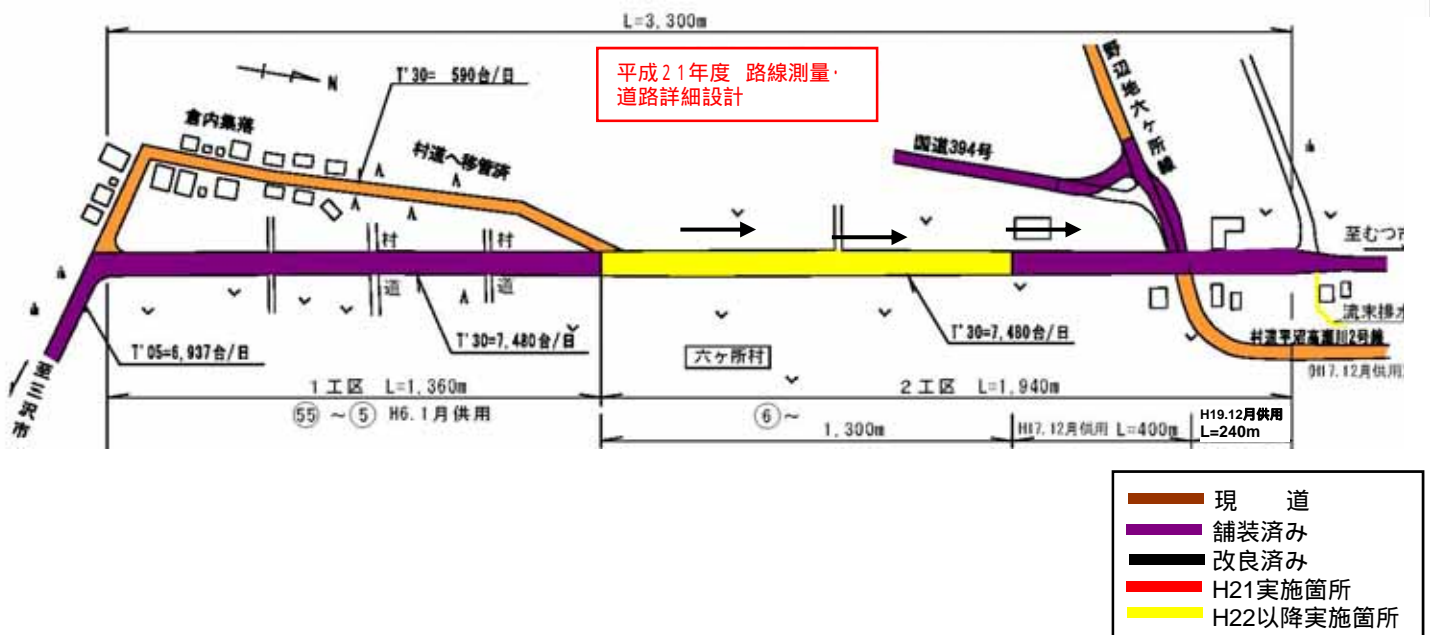 L=3,300m
平成21年度 路線測量・
道路詳細設計
T'30= 590台/日
N
倉内集落
村道へ移管済
野辺地六ヶ所線
国道394号
至むつ市
村道
村道
流末排水
T'05=6,937台/日
T'30=7,480台/日
T'30=7,480台/日
村道平沼高瀬川2号線
(H17.12月供用)
六ヶ所村
至三沢市
1工区 L=1,360m
2工区 L=1,940m
55 ~ 5 H6.1月供用
6~
1,300m
H17.12月供用 L=400m
H19.12月供用
L=240m
現 道
舗装済み
改良済み
H21実施箇所
H22以降実施箇所